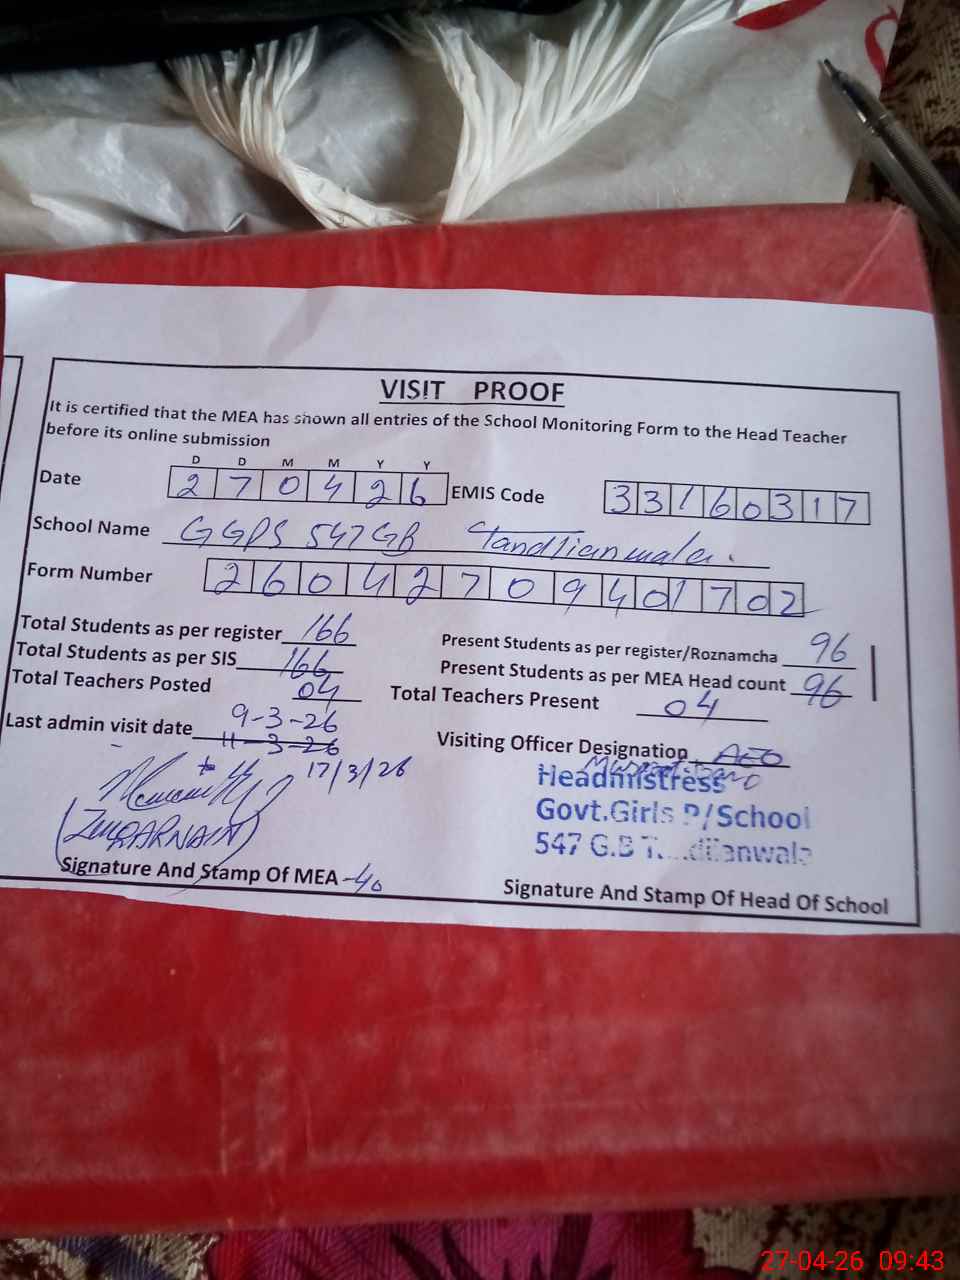 VISIT PROOF
It is certified that the MEA has shown all entries of the School Monitoring Form to the Head Teacher
before its online submission
D D M M Y Y
Date 2 7 0 4 2 6 EMIS Code 3 3 1 6 0 3 1 7
School Name GGPS 547 GB Tandlianwala.
Form Number 2 6 0 4 2 7 0 9 4 0 1 7 0 2
Total Students as per register 166 Present Students as per register/Roznamcha 96
Total Students as per SIS 166 Present Students as per MEA Head count 96
Total Teachers Posted 04 Total Teachers Present 04
Last admin visit date 9-3-26 Visiting Officer Designation AEO
11-3-26
17/3/26
Headmistress
Govt.Girls P/School
547 G.B
(ZULQARNAIN)
Signature And Stamp Of MEA -40 Signature And Stamp Of Head Of School
27-04-26 09:43